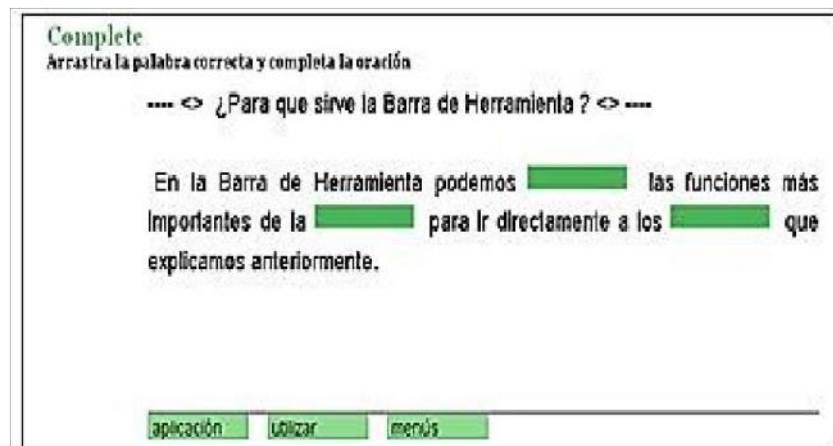 Complete
Arrastra la palabra correcta y completa la oración
---- <> ¿Para que sirve la Barra de Herramienta ? <> ----
En la Barra de Herramienta podemos las funciones más
importantes de la para ir directamente a los que
explicamos anteriormente.
aplicación utilizar menús